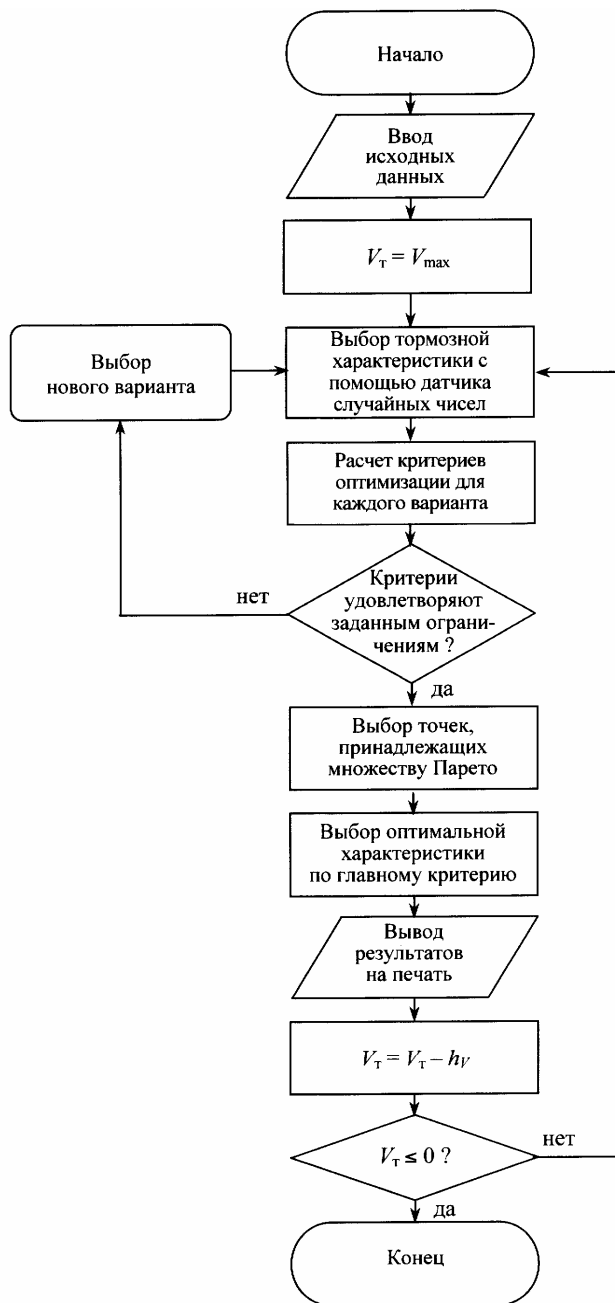 Начало
Ввод
исходных
данных
Vт = Vmax
Выбор
нового варианта
Выбор тормозной
характеристики с
помощью датчика
случайных чисел
Расчет критериев
оптимизации для
каждого варианта
Критерии
удовлетворяют
заданным ограни-
чениям ?
нет
да
Выбор точек,
принадлежащих
множеству Парето
Выбор оптимальной
характеристики
по главному критерию
Вывод
результатов
на печать
Vт = Vт – hV
Vт ≤ 0 ?
нет
да
Конец